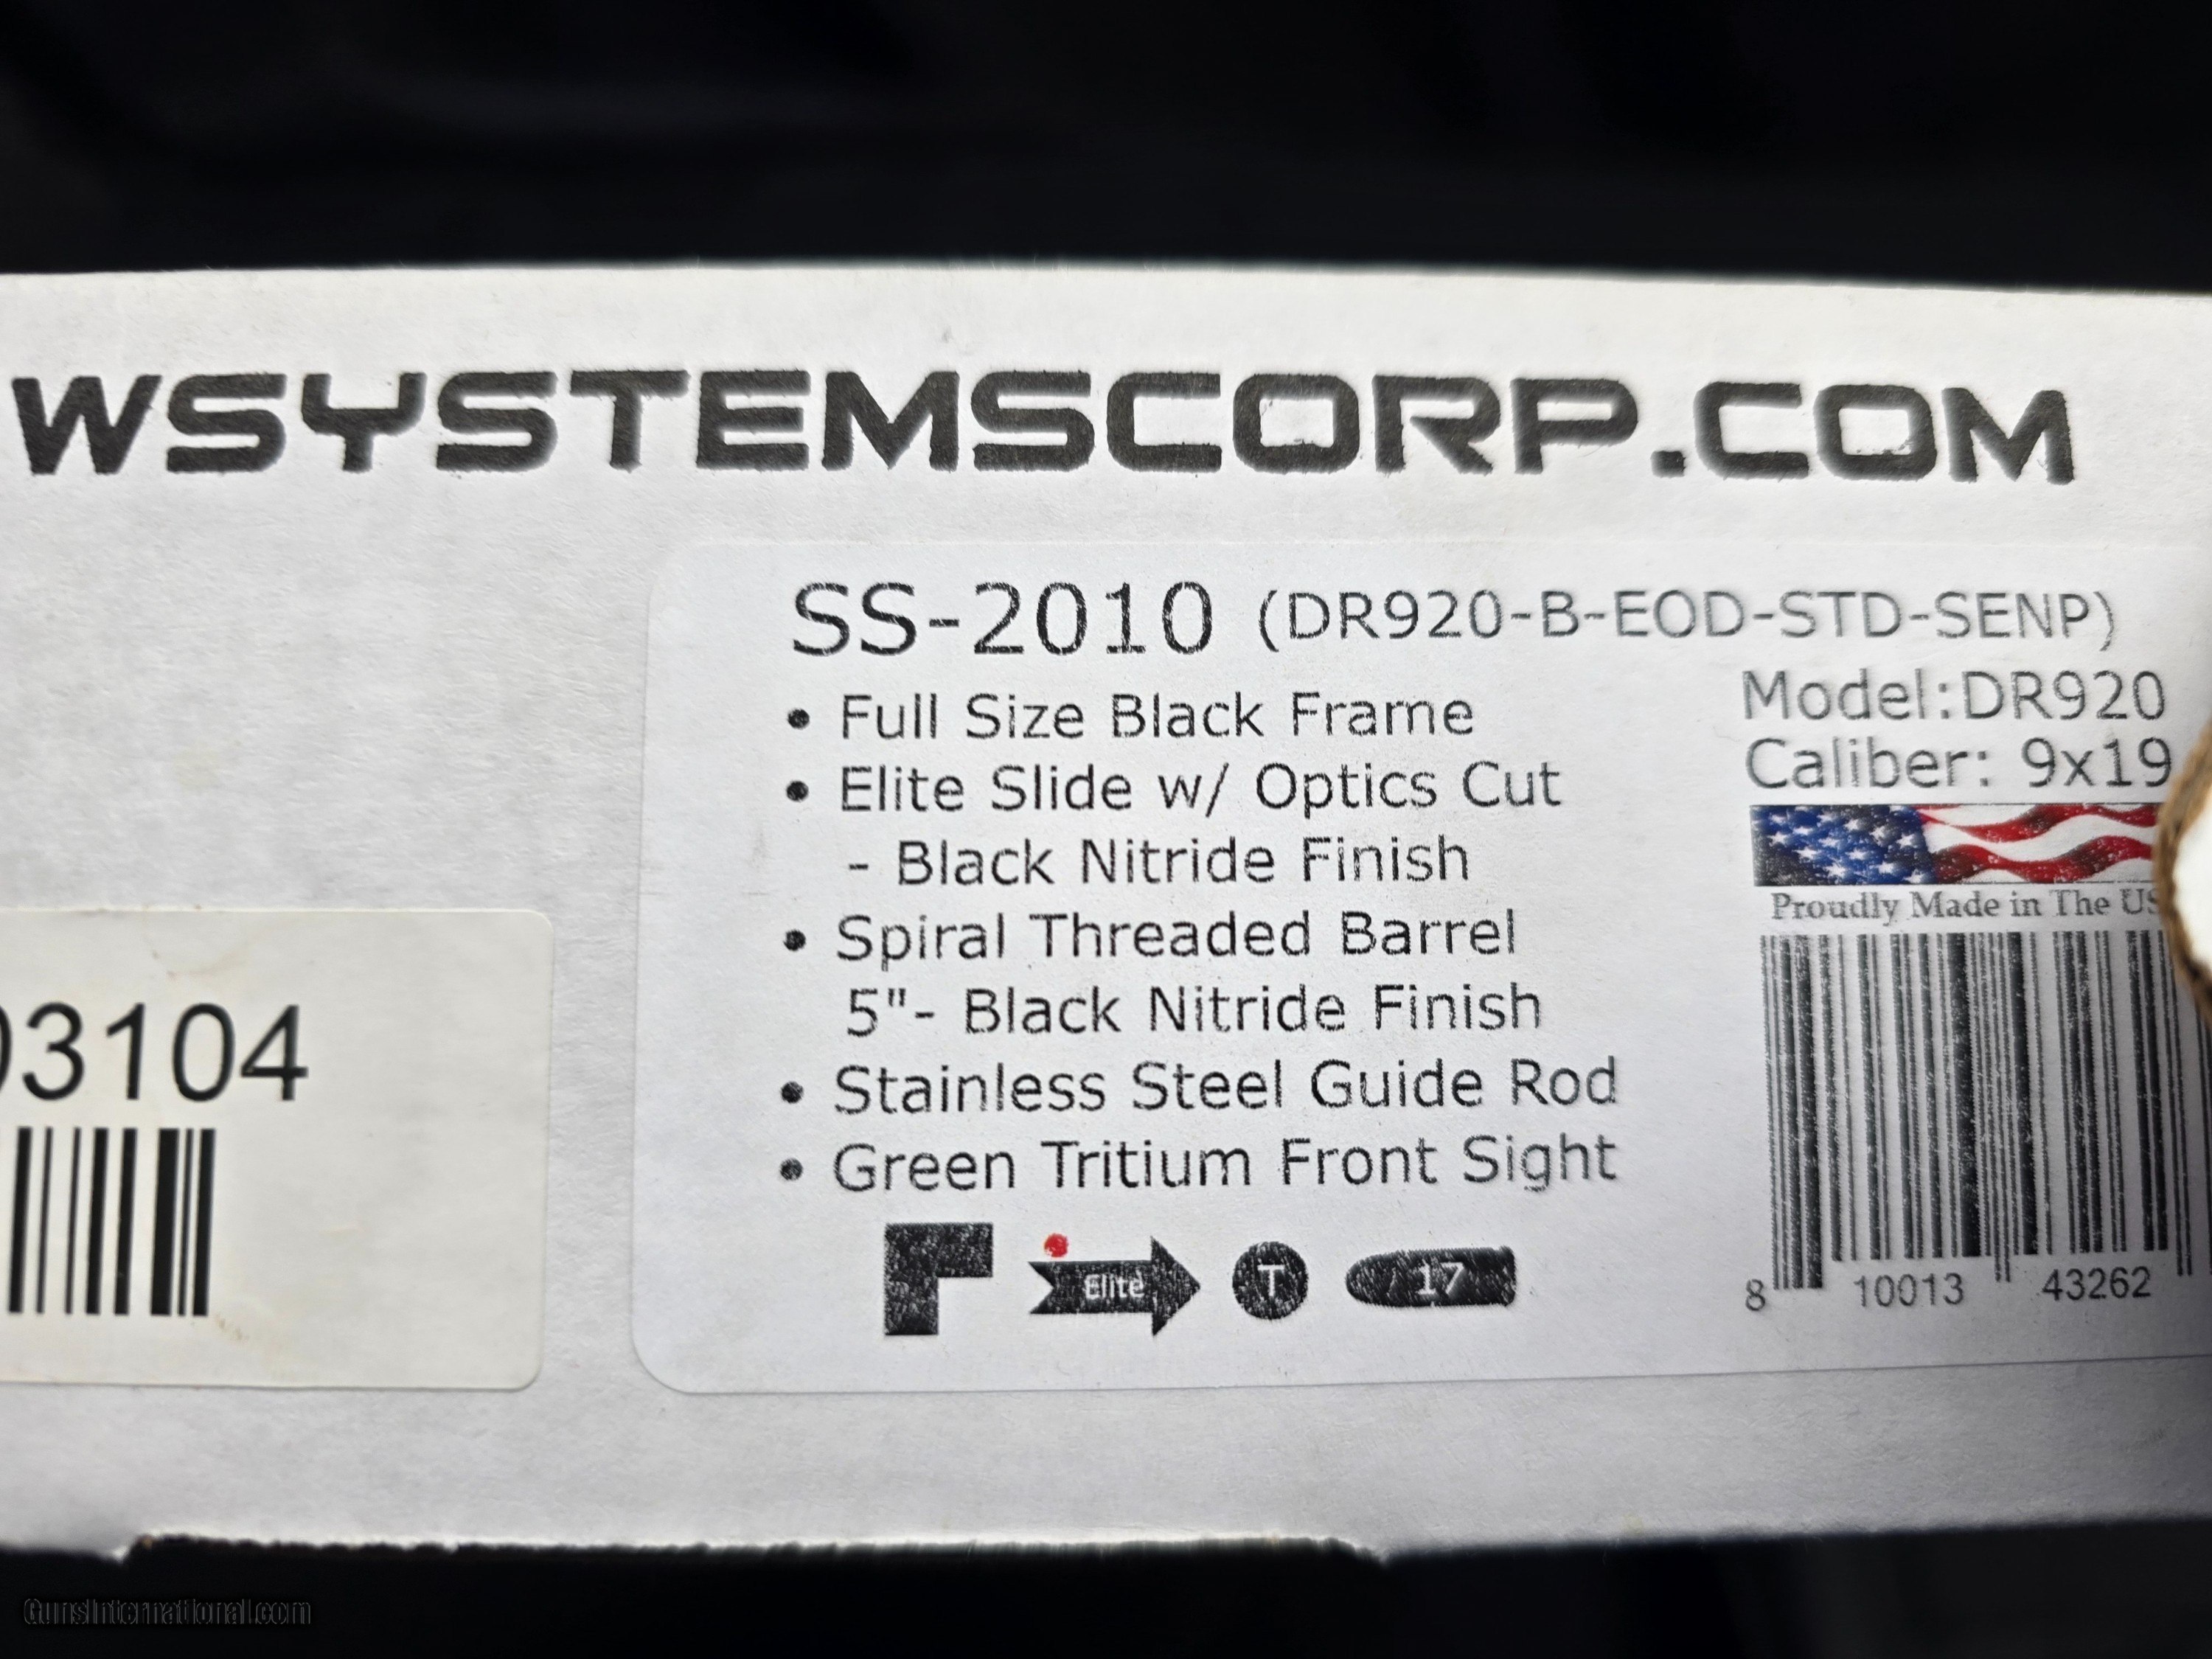 WSYSTEMSCORP.COM
SS-2010 (DR920-B-EOD-STD-SENP)
• Full Size Black Frame
• Elite Slide w/ Optics Cut
- Black Nitride Finish
• Spiral Threaded Barrel
5"- Black Nitride Finish
• Stainless Steel Guide Rod
• Green Tritium Front Sight
Elite T 17
Model:DR920
Caliber: 9x19
Proudly Made in The US
8 10013 43262
03104
GunsInternational.com